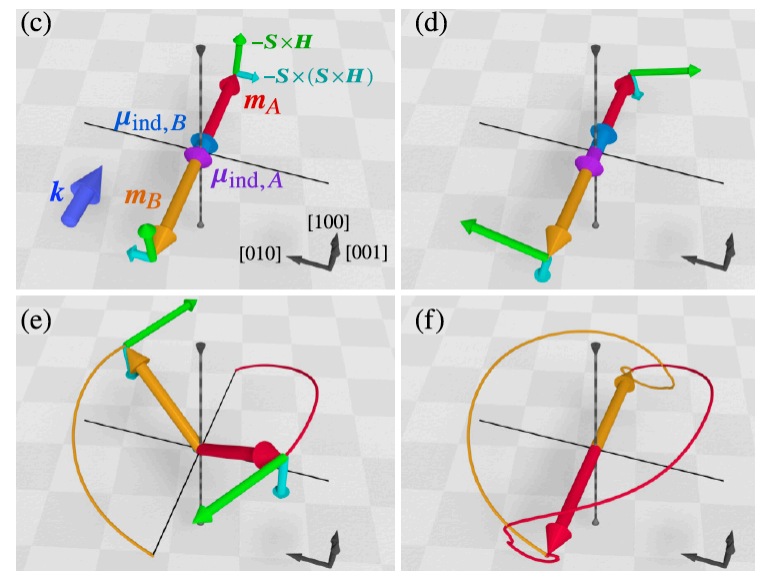 (c)
−S×H
−S×(S×H)
m_A
μ_ind,B
μ_ind,A
k
m_B
[100]
[010]
[001]
(d)
(e)
(f)